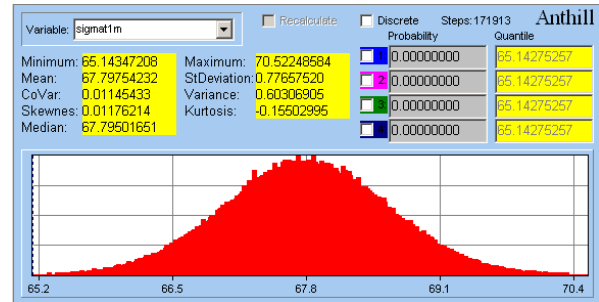 Variable: sigmat1m Recalculate Discrete Steps:171913 Anthill
Probability Quantile
Minimum: 65.14347208 Maximum: 70.52248584 1 0.00000000 65.14275257
Mean: 67.79754232 StDeviation: 0.77657520 2 0.00000000 65.14275257
CoVar: 0.01145433 Variance: 0.60306905 3 0.00000000 65.14275257
Skewnes: 0.01176214 Kurtosis: -0.15502995 4 0.00000000 65.14275257
Median: 67.79501651
65.2 66.5 67.8 69.1 70.4